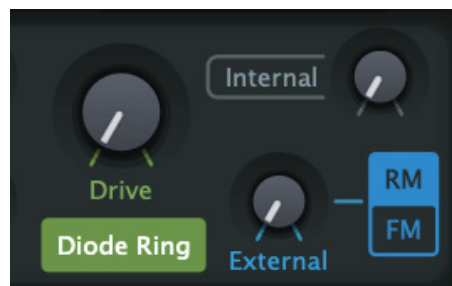 Internal
RM
Drive
FM
Diode Ring
External